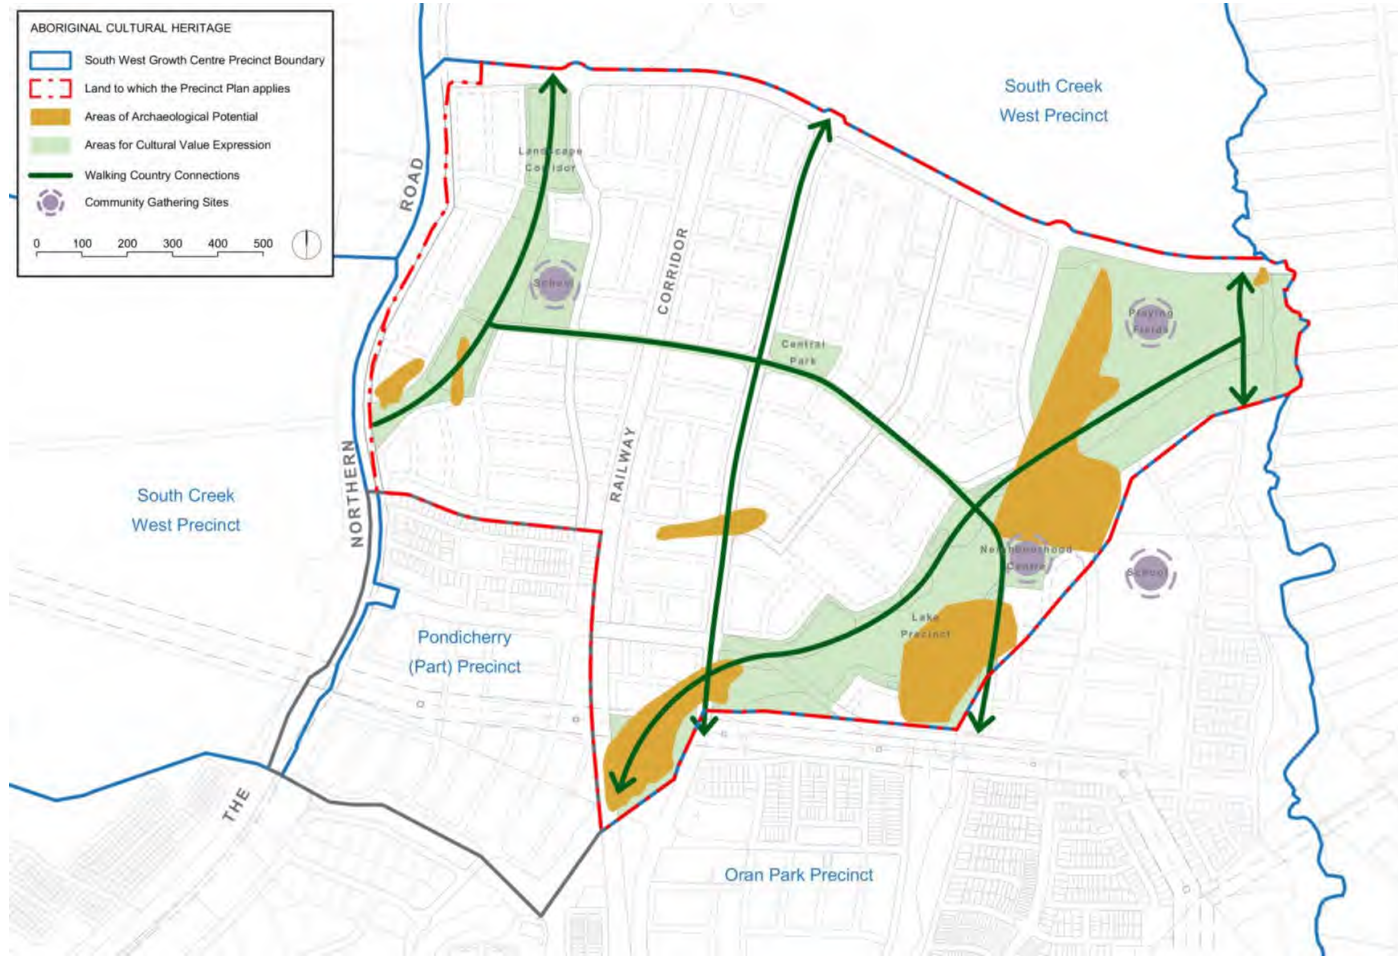 ABORIGINAL CULTURAL HERITAGE
South West Growth Centre Precinct Boundary
Land to which the Precinct Plan applies
Areas of Archaeological Potential
Areas for Cultural Value Expression
Walking Country Connections
Community Gathering Sites
0 100 200 300 400 500
South Creek
West Precinct
Landscape
Corridor
ROAD
CORRIDOR
School
Playing
Fields
Central
Park
RAILWAY
NORTHERN
South Creek
West Precinct
Neighbourhood
Centre
School
Lake
Precinct
Pondicherry
(Part) Precinct
THE
Oran Park Precinct